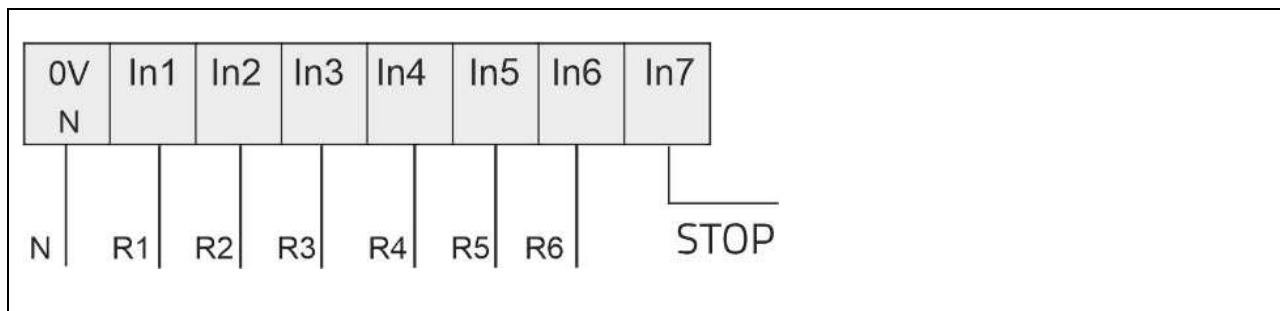 0V In1 In2 In3 In4 In5 In6 In7
N
N R1 R2 R3 R4 R5 R6 STOP